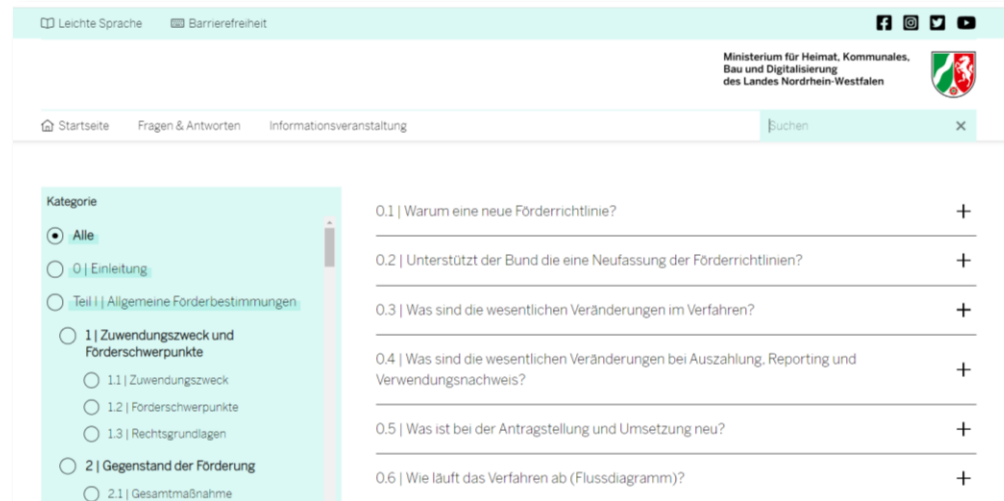 Leichte Sprache
Barrierefreiheit
Ministerium für Heimat, Kommunales,
Bau und Digitalisierung
des Landes Nordrhein-Westfalen
Startseite
Fragen & Antworten
Informationsveranstaltung
Suchen
Kategorie
Alle
0 | Einleitung
Teil I | Allgemeine Förderbestimmungen
1 | Zuwendungszweck und
Förderschwerpunkte
1.1 | Zuwendungszweck
1.2 | Förderschwerpunkte
1.3 | Rechtsgrundlagen
2 | Gegenstand der Förderung
2.1 | Gesamtmaßnahme
0.1 | Warum eine neue Förderrichtlinie?
0.2 | Unterstützt der Bund die eine Neufassung der Förderrichtlinien?
0.3 | Was sind die wesentlichen Veränderungen im Verfahren?
0.4 | Was sind die wesentlichen Veränderungen bei Auszahlung, Reporting und
Verwendungsnachweis?
0.5 | Was ist bei der Antragstellung und Umsetzung neu?
0.6 | Wie läuft das Verfahren ab (Flussdiagramm)?